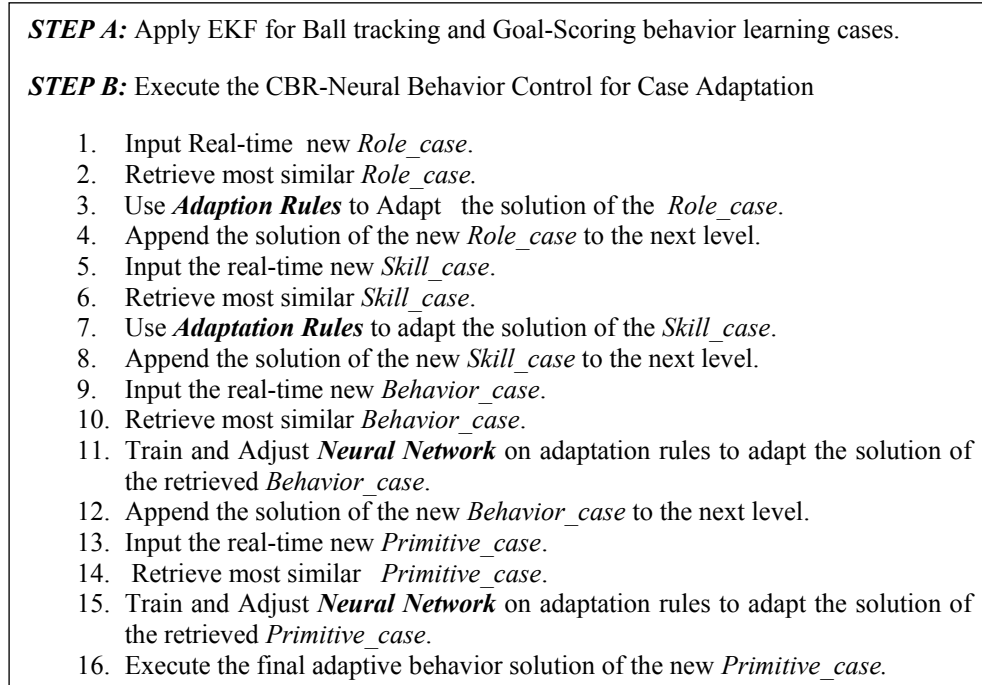 STEP A: Apply EKF for Ball tracking and Goal-Scoring behavior learning cases.
STEP B: Execute the CBR-Neural Behavior Control for Case Adaptation
1. Input Real-time new Role_case.
2. Retrieve most similar Role_case.
3. Use Adaption Rules to Adapt the solution of the Role_case.
4. Append the solution of the new Role_case to the next level.
5. Input the real-time new Skill_case.
6. Retrieve most similar Skill_case.
7. Use Adaptation Rules to adapt the solution of the Skill_case.
8. Append the solution of the new Skill_case to the next level.
9. Input the real-time new Behavior_case.
10. Retrieve most similar Behavior_case.
11. Train and Adjust Neural Network on adaptation rules to adapt the solution of
the retrieved Behavior_case.
12. Append the solution of the new Behavior_case to the next level.
13. Input the real-time new Primitive_case.
14. Retrieve most similar Primitive_case.
15. Train and Adjust Neural Network on adaptation rules to adapt the solution of
the retrieved Primitive_case.
16. Execute the final adaptive behavior solution of the new Primitive_case.